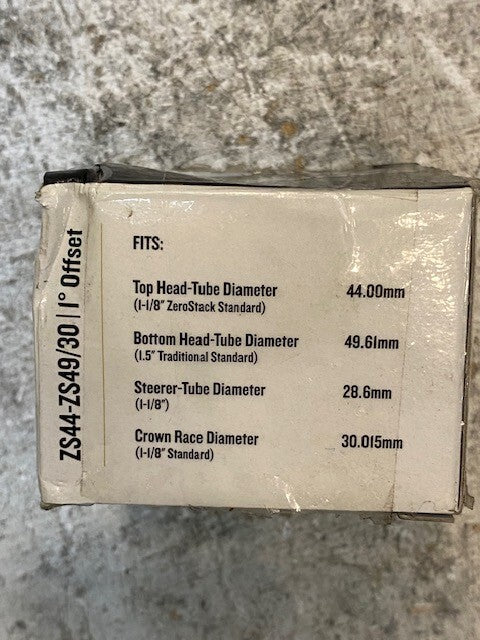 ZS44-ZS49/30 | 1° Offset
FITS:
Top Head-Tube Diameter 44.00mm
(1-1/8" ZeroStack Standard)
Bottom Head-Tube Diameter 49.61mm
(1.5" Traditional Standard)
Steerer-Tube Diameter 28.6mm
(1-1/8")
Crown Race Diameter 30.015mm
(1-1/8" Standard)